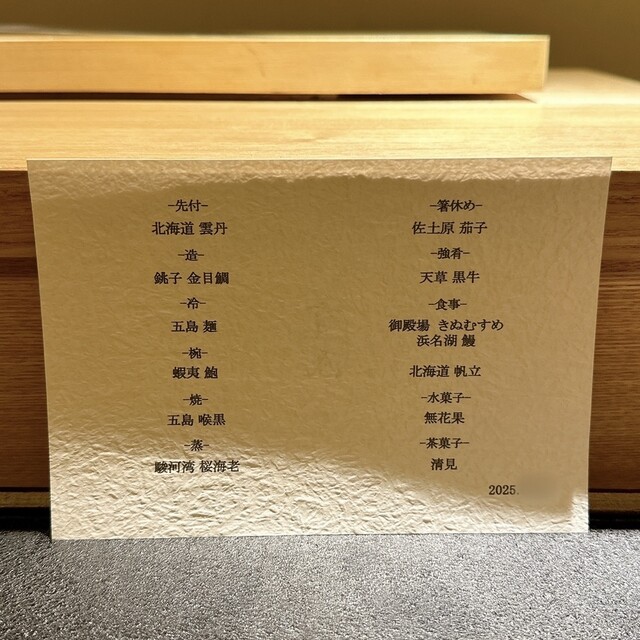 –先付–
北海道 雲丹
–造–
銚子 金目鯛
–冷–
五島 麺
–椀–
蝦夷 鮑
–焼–
五島 喉黒
–蒸–
駿河湾 桜海老
–箸休め–
佐土原 茄子
–強肴–
天草 黒牛
–食事–
御殿場 きぬむすめ
浜名湖 鰻
北海道 帆立
–水菓子–
無花果
–茶菓子–
清見
2025.